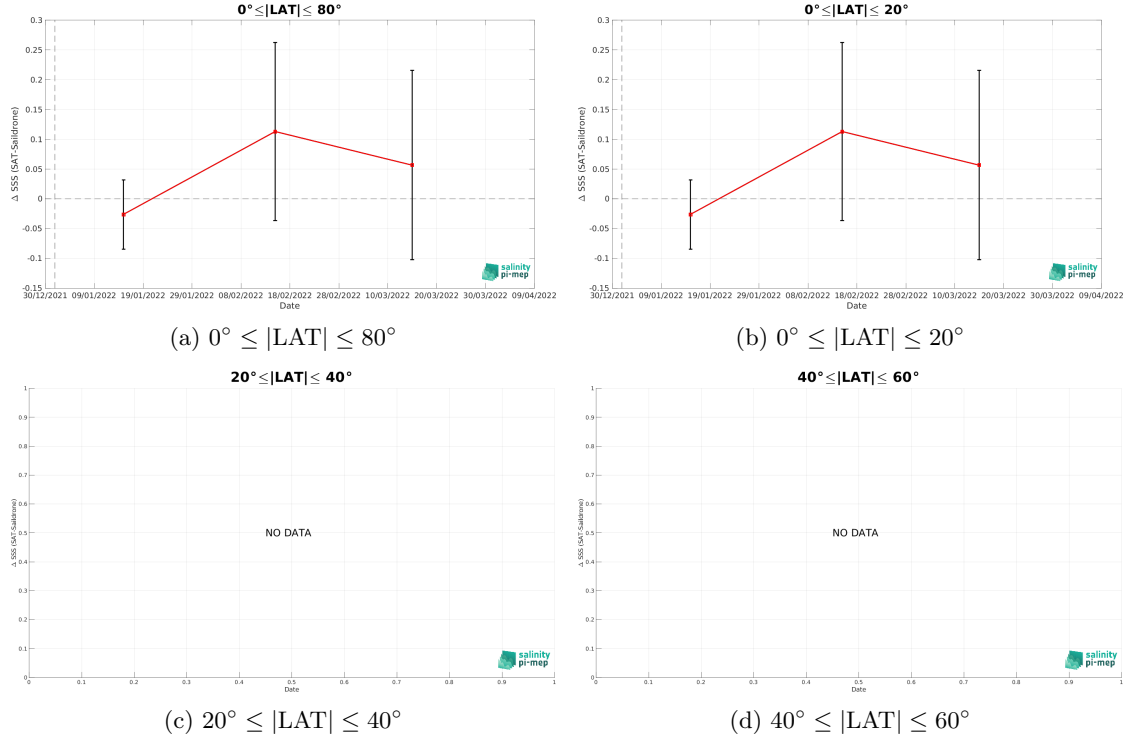 0°≤|LAT|≤ 80°
0.3
0.25
0.2
0.15
0.1
0.05
0
-0.05
-0.1
-0.15
Δ SSS (SAT-Saildrone)
30/12/2021 09/01/2022 19/01/2022 29/01/2022 08/02/2022 18/02/2022 28/02/2022 10/03/2022 20/03/2022 30/03/2022 09/04/2022
Date
salinity
pi-mep
(a) 0° ≤ |LAT| ≤ 80°
0°≤|LAT|≤ 20°
0.3
0.25
0.2
0.15
0.1
0.05
0
-0.05
-0.1
-0.15
Δ SSS (SAT-Saildrone)
30/12/2021 09/01/2022 19/01/2022 29/01/2022 08/02/2022 18/02/2022 28/02/2022 10/03/2022 20/03/2022 30/03/2022 09/04/2022
Date
salinity
pi-mep
(b) 0° ≤ |LAT| ≤ 20°
20°≤|LAT|≤ 40°
1
0.9
0.8
0.7
0.6
0.5
0.4
0.3
0.2
0.1
0
Δ SSS (SAT-Saildrone)
NO DATA
0 0.1 0.2 0.3 0.4 0.5 0.6 0.7 0.8 0.9 1
Date
salinity
pi-mep
(c) 20° ≤ |LAT| ≤ 40°
40°≤|LAT|≤ 60°
1
0.9
0.8
0.7
0.6
0.5
0.4
0.3
0.2
0.1
0
Δ SSS (SAT-Saildrone)
NO DATA
0 0.1 0.2 0.3 0.4 0.5 0.6 0.7 0.8 0.9 1
Date
salinity
pi-mep
(d) 40° ≤ |LAT| ≤ 60°